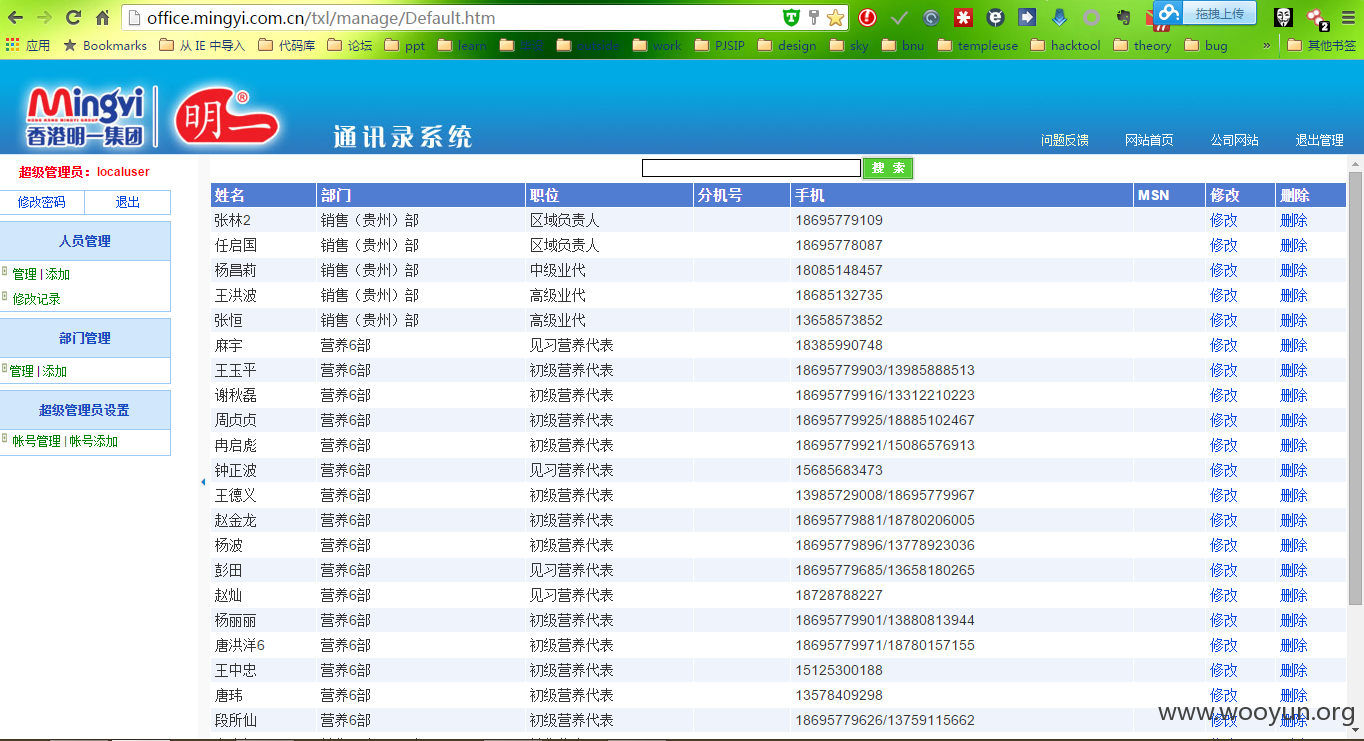 office.mingyi.com.cn/txl/manage/Default.htm
拖拽上传
2
应用 Bookmarks 从 IE 中导入 代码库 论坛 ppt learn work PJSIP design sky bnu templeuse hacktool theory bug » 其他书签
Mingyi
香港明一集团
明一®
通讯录系统
问题反馈 网站首页 公司网站 退出管理
超级管理员：localuser
修改密码 退出
人员管理
管理 | 添加
修改记录
部门管理
管理 | 添加
超级管理员设置
帐号管理 | 帐号添加
搜 索
姓名 部门 职位 分机号 手机 MSN 修改 删除
张林2 销售（贵州）部 区域负责人 18695779109 修改 删除
任启国 销售（贵州）部 区域负责人 18695778087 修改 删除
杨昌莉 销售（贵州）部 中级业代 18085148457 修改 删除
王洪波 销售（贵州）部 高级业代 18685132735 修改 删除
张恒 销售（贵州）部 高级业代 13658573852 修改 删除
麻宇 营养6部 见习营养代表 18385990748 修改 删除
王玉平 营养6部 初级营养代表 18695779903/13985888513 修改 删除
谢秋磊 营养6部 初级营养代表 18695779916/13312210223 修改 删除
周贞贞 营养6部 初级营养代表 18695779925/18885102467 修改 删除
冉启彪 营养6部 初级营养代表 18695779921/15086576913 修改 删除
钟正波 营养6部 见习营养代表 15685683473 修改 删除
王德义 营养6部 初级营养代表 13985729008/18695779967 修改 删除
赵金龙 营养6部 初级营养代表 18695779881/18780206005 修改 删除
杨波 营养6部 初级营养代表 18695779896/13778923036 修改 删除
彭田 营养6部 见习营养代表 18695779685/13658180265 修改 删除
赵灿 营养6部 见习营养代表 18728788227 修改 删除
杨丽丽 营养6部 初级营养代表 18695779901/13880813944 修改 删除
唐洪洋6 营养6部 初级营养代表 18695779971/18780157155 修改 删除
王中忠 营养6部 初级营养代表 15125300188 修改 删除
唐玮 营养6部 初级营养代表 13578409298 修改 删除
段所仙 营养6部 初级营养代表 18695779626/13759115662 修改 删除
www.wooyun.org